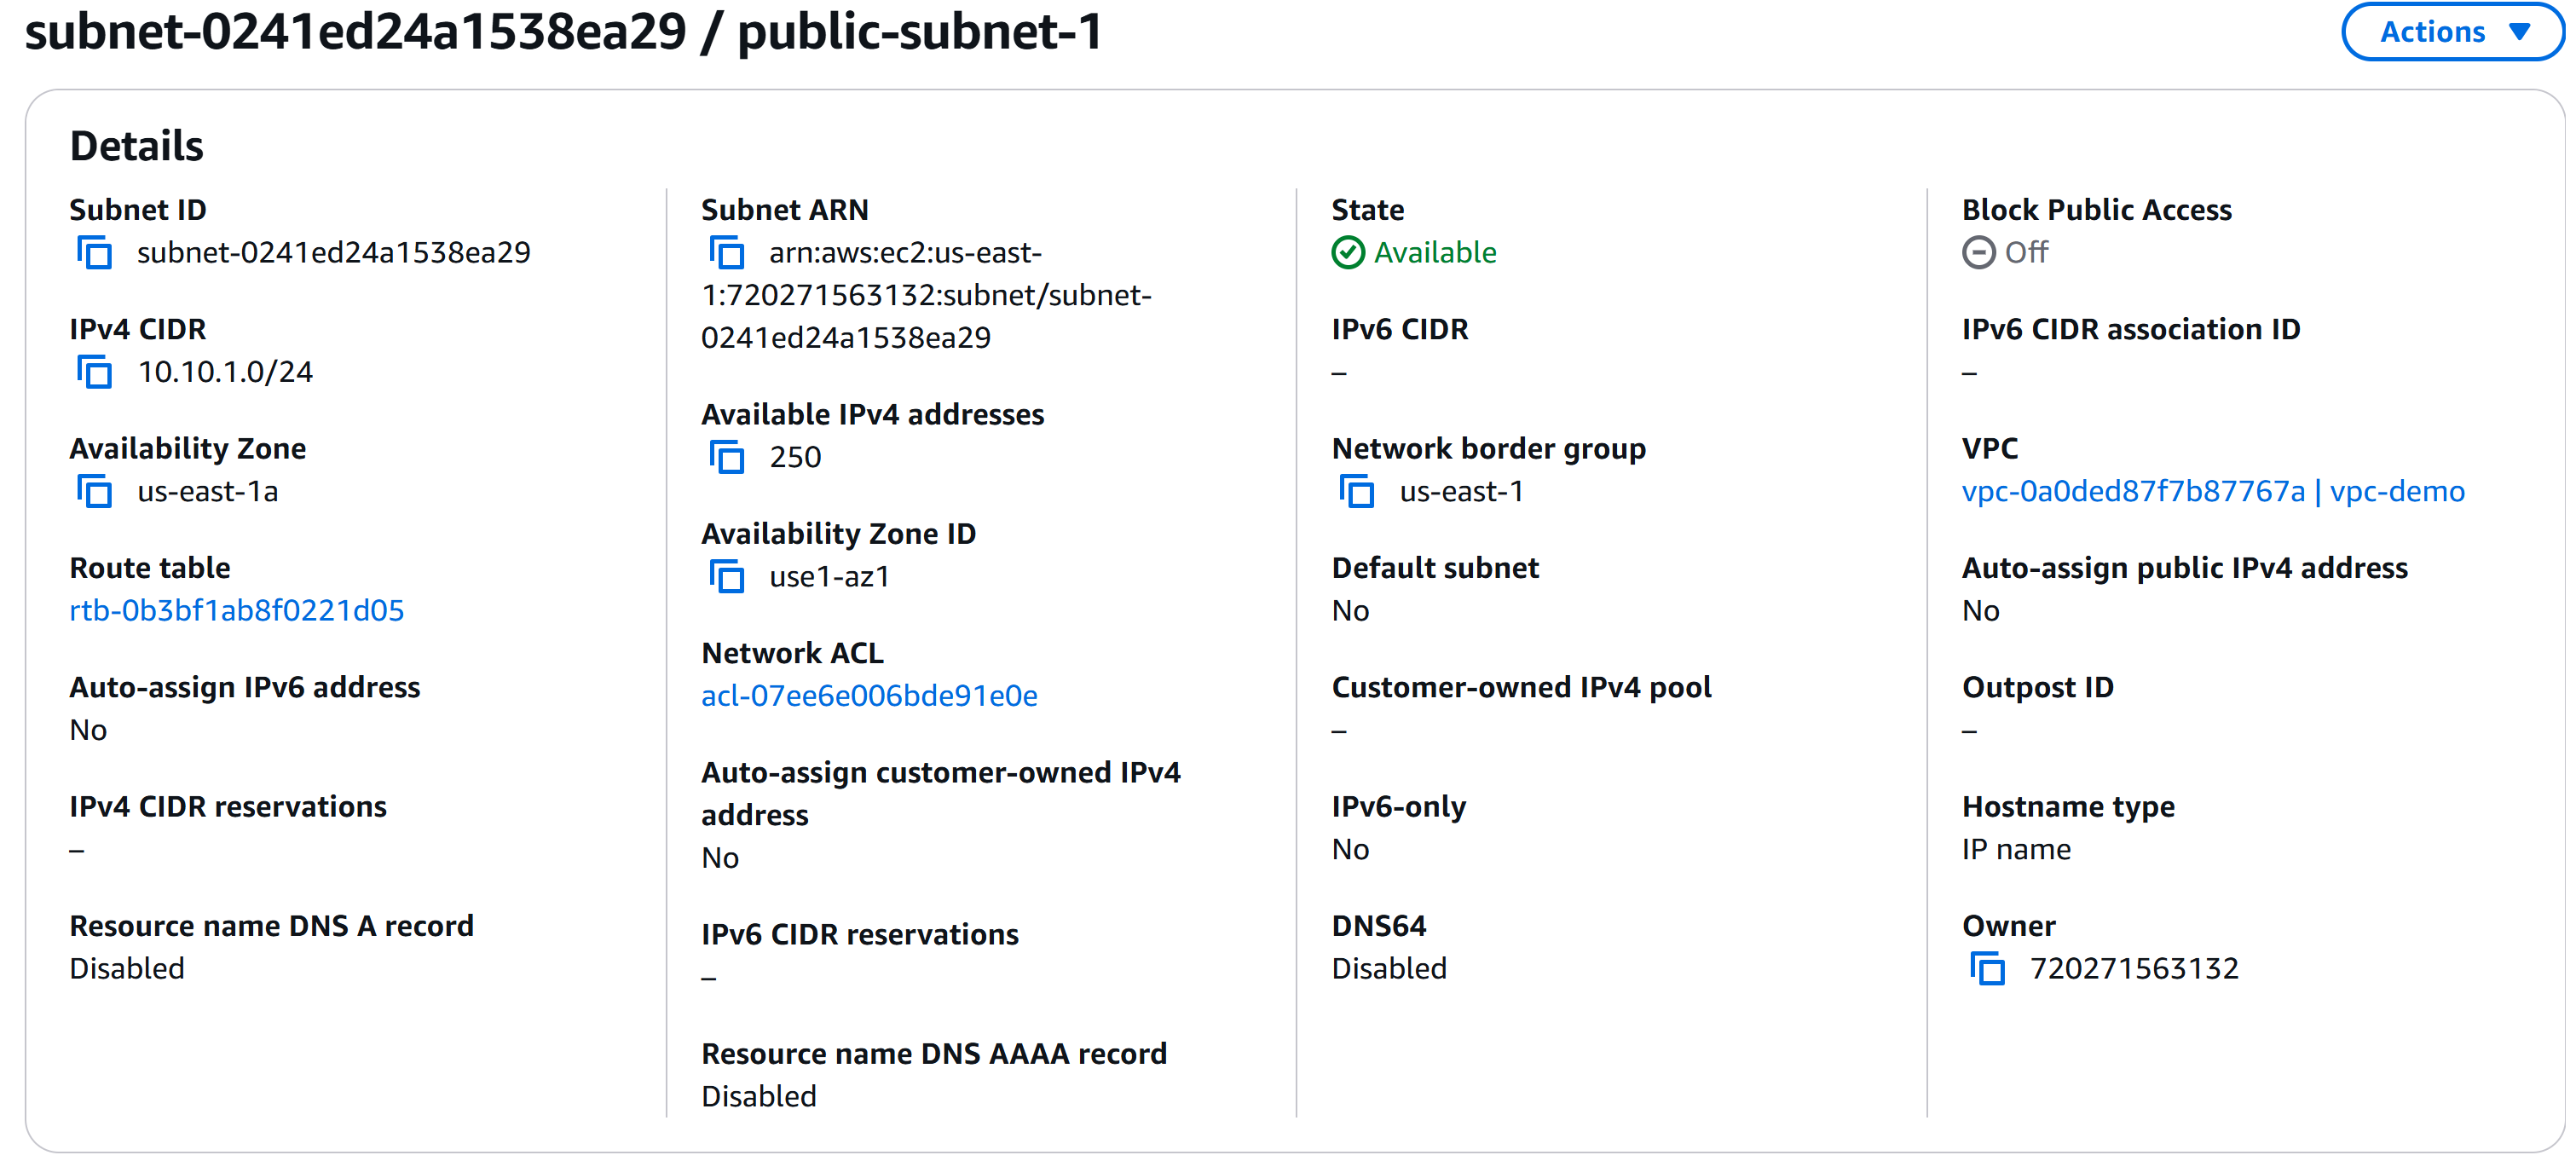 subnet-0241ed24a1538ea29 / public-subnet-1
Actions
Details
Subnet ID
subnet-0241ed24a1538ea29
IPv4 CIDR
10.10.1.0/24
Availability Zone
us-east-1a
Route table
rtb-0b3bf1ab8f0221d05
Auto-assign IPv6 address
No
IPv4 CIDR reservations
–
Resource name DNS A record
Disabled
Subnet ARN
arn:aws:ec2:us-east-
1:720271563132:subnet/subnet-
0241ed24a1538ea29
Available IPv4 addresses
250
Availability Zone ID
use1-az1
Network ACL
acl-07ee6e006bde91e0e
Auto-assign customer-owned IPv4
address
No
IPv6 CIDR reservations
–
Resource name DNS AAAA record
Disabled
State
Available
IPv6 CIDR
–
Network border group
us-east-1
Default subnet
No
Customer-owned IPv4 pool
–
IPv6-only
No
DNS64
Disabled
Block Public Access
Off
IPv6 CIDR association ID
–
VPC
vpc-0a0ded87f7b87767a | vpc-demo
Auto-assign public IPv4 address
No
Outpost ID
–
Hostname type
IP name
Owner
720271563132